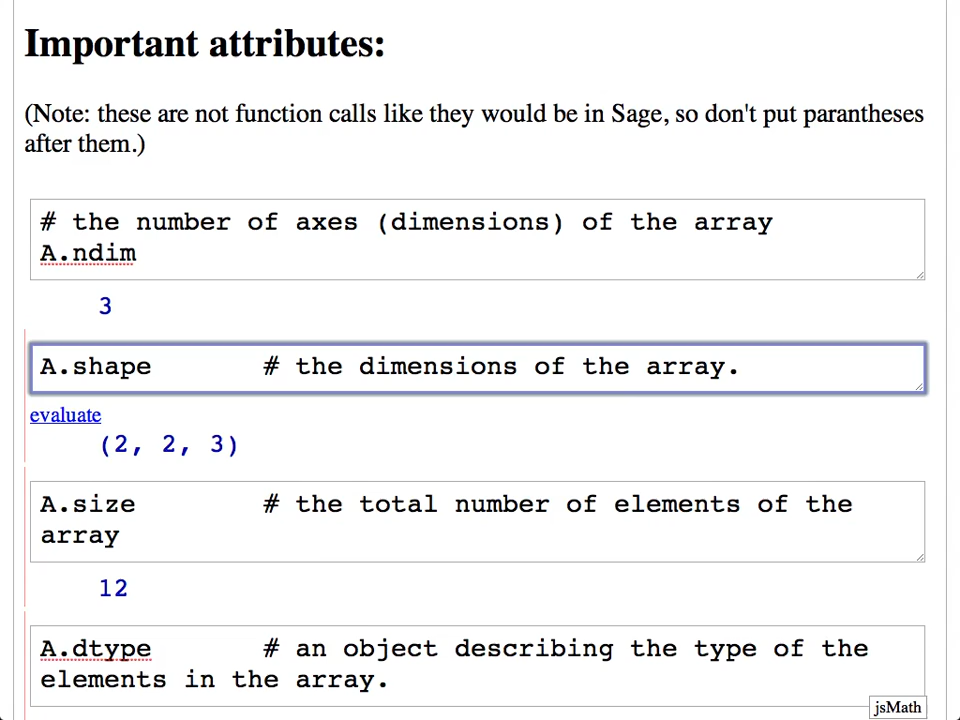 Important attributes:
(Note: these are not function calls like they would be in Sage, so don't put parantheses
after them.)
# the number of axes (dimensions) of the array
A.ndim
3
A.shape       # the dimensions of the array.
evaluate
(2, 2, 3)
A.size        # the total number of elements of the
array
12
A.dtype       # an object describing the type of the
elements in the array.
jsMath